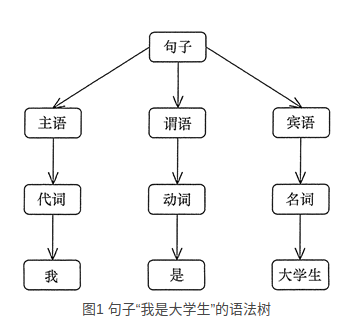 句子
主语 谓语 宾语
代词 动词 名词
我 是 大学生
图1 句子“我是大学生”的语法树